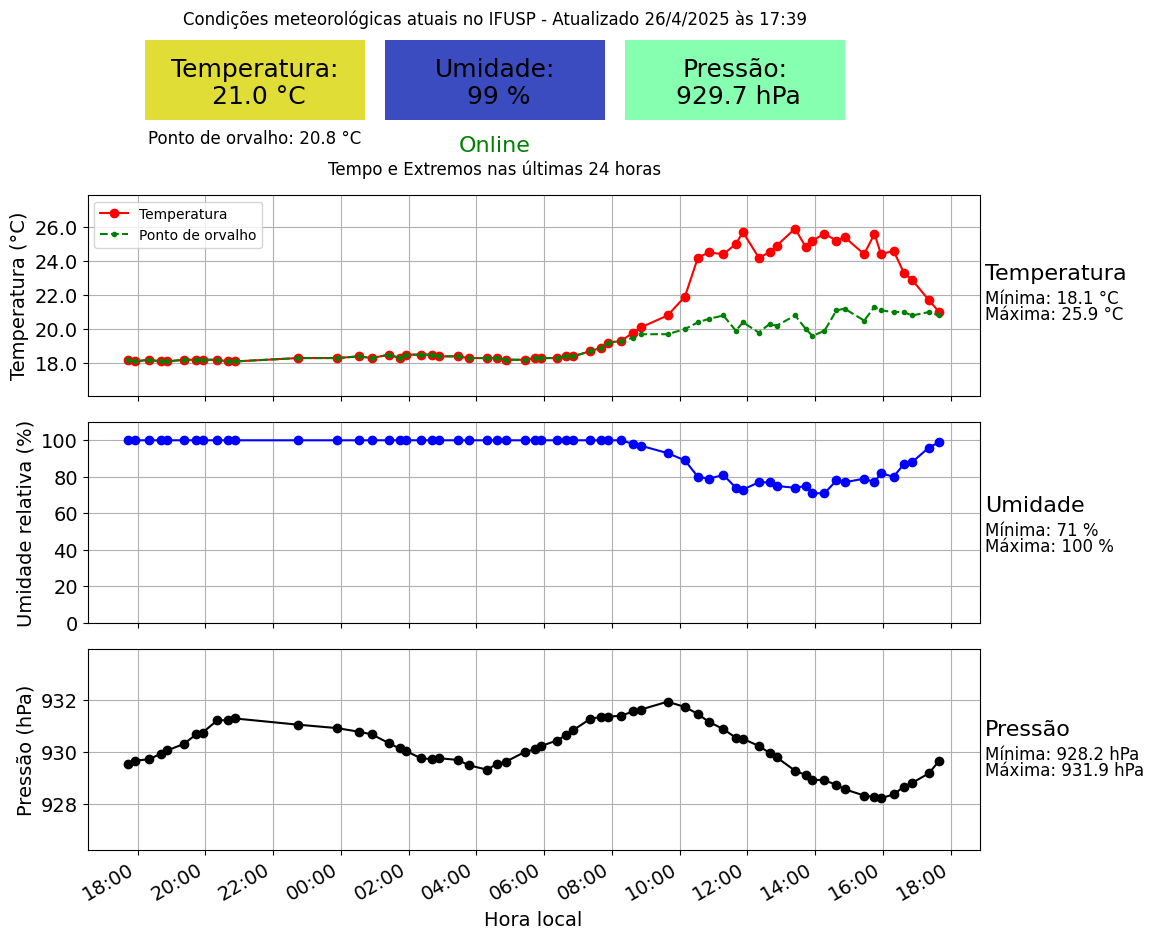 Condições meteorológicas atuais no IFUSP - Atualizado 26/4/2025 às 17:39
Temperatura:
21.0 °C
Umidade:
99 %
Pressão:
929.7 hPa
Ponto de orvalho: 20.8 °C
Online
Tempo e Extremos nas últimas 24 horas
Temperatura (°C)
26.0
24.0
22.0
20.0
18.0
Temperatura
Ponto de orvalho
Temperatura
Mínima: 18.1 °C
Máxima: 25.9 °C
Umidade relativa (%)
100
80
60
40
20
0
Umidade
Mínima: 71 %
Máxima: 100 %
Pressão (hPa)
932
930
928
Pressão
Mínima: 928.2 hPa
Máxima: 931.9 hPa
18:00
20:00
22:00
00:00
02:00
04:00
06:00
08:00
10:00
12:00
14:00
16:00
18:00
Hora local